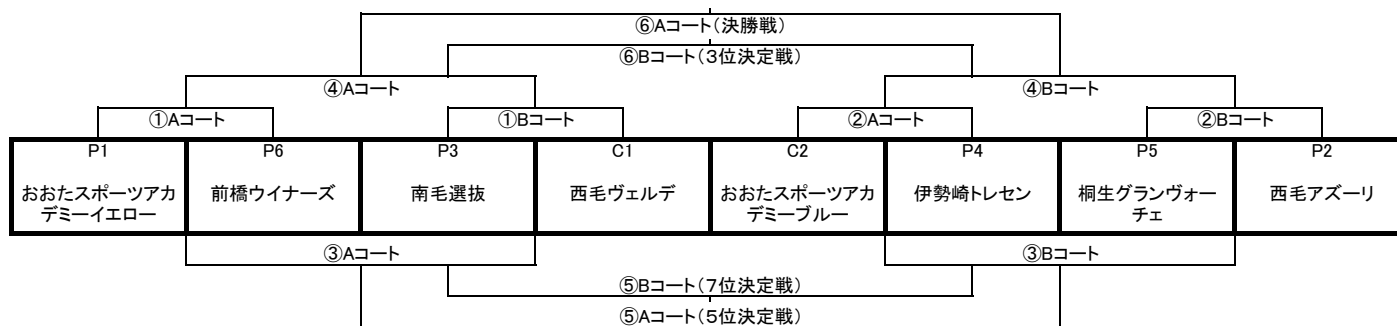 ⑥Aコート(決勝戦)
⑥Bコート(3位決定戦)
④Aコート
④Bコート
①Aコート
①Bコート
②Aコート
②Bコート
P1
P6
P3
C1
C2
P4
P5
P2
おおたスポーツアカ
デミーイエロー
前橋ウイナーズ
南毛選抜
西毛ヴェルデ
おおたスポーツアカ
デミーブルー
伊勢崎トレセン
桐生グランヴォー
チェ
西毛アズーリ
③Aコート
③Bコート
⑤Bコート(7位決定戦)
⑤Aコート(5位決定戦)